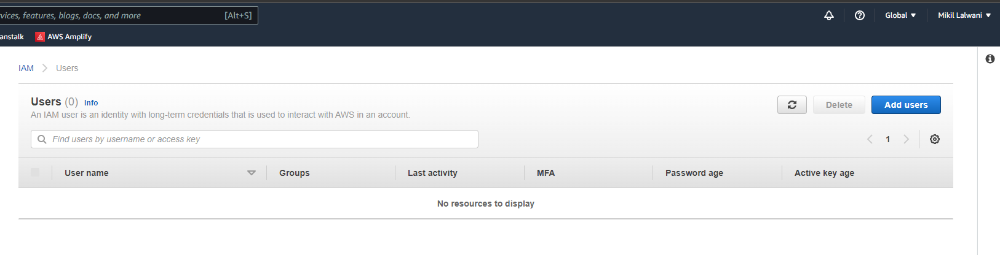 vices, features, blogs, docs, and more [Alt+S] Global Mikil Lalwani
anstalk AWS Amplify
IAM Users
Users (0) Info Delete Add users
An IAM user is an identity with long-term credentials that is used to interact with AWS in an account.
Find users by username or access key 1
User name Groups Last activity MFA Password age Active key age
No resources to display